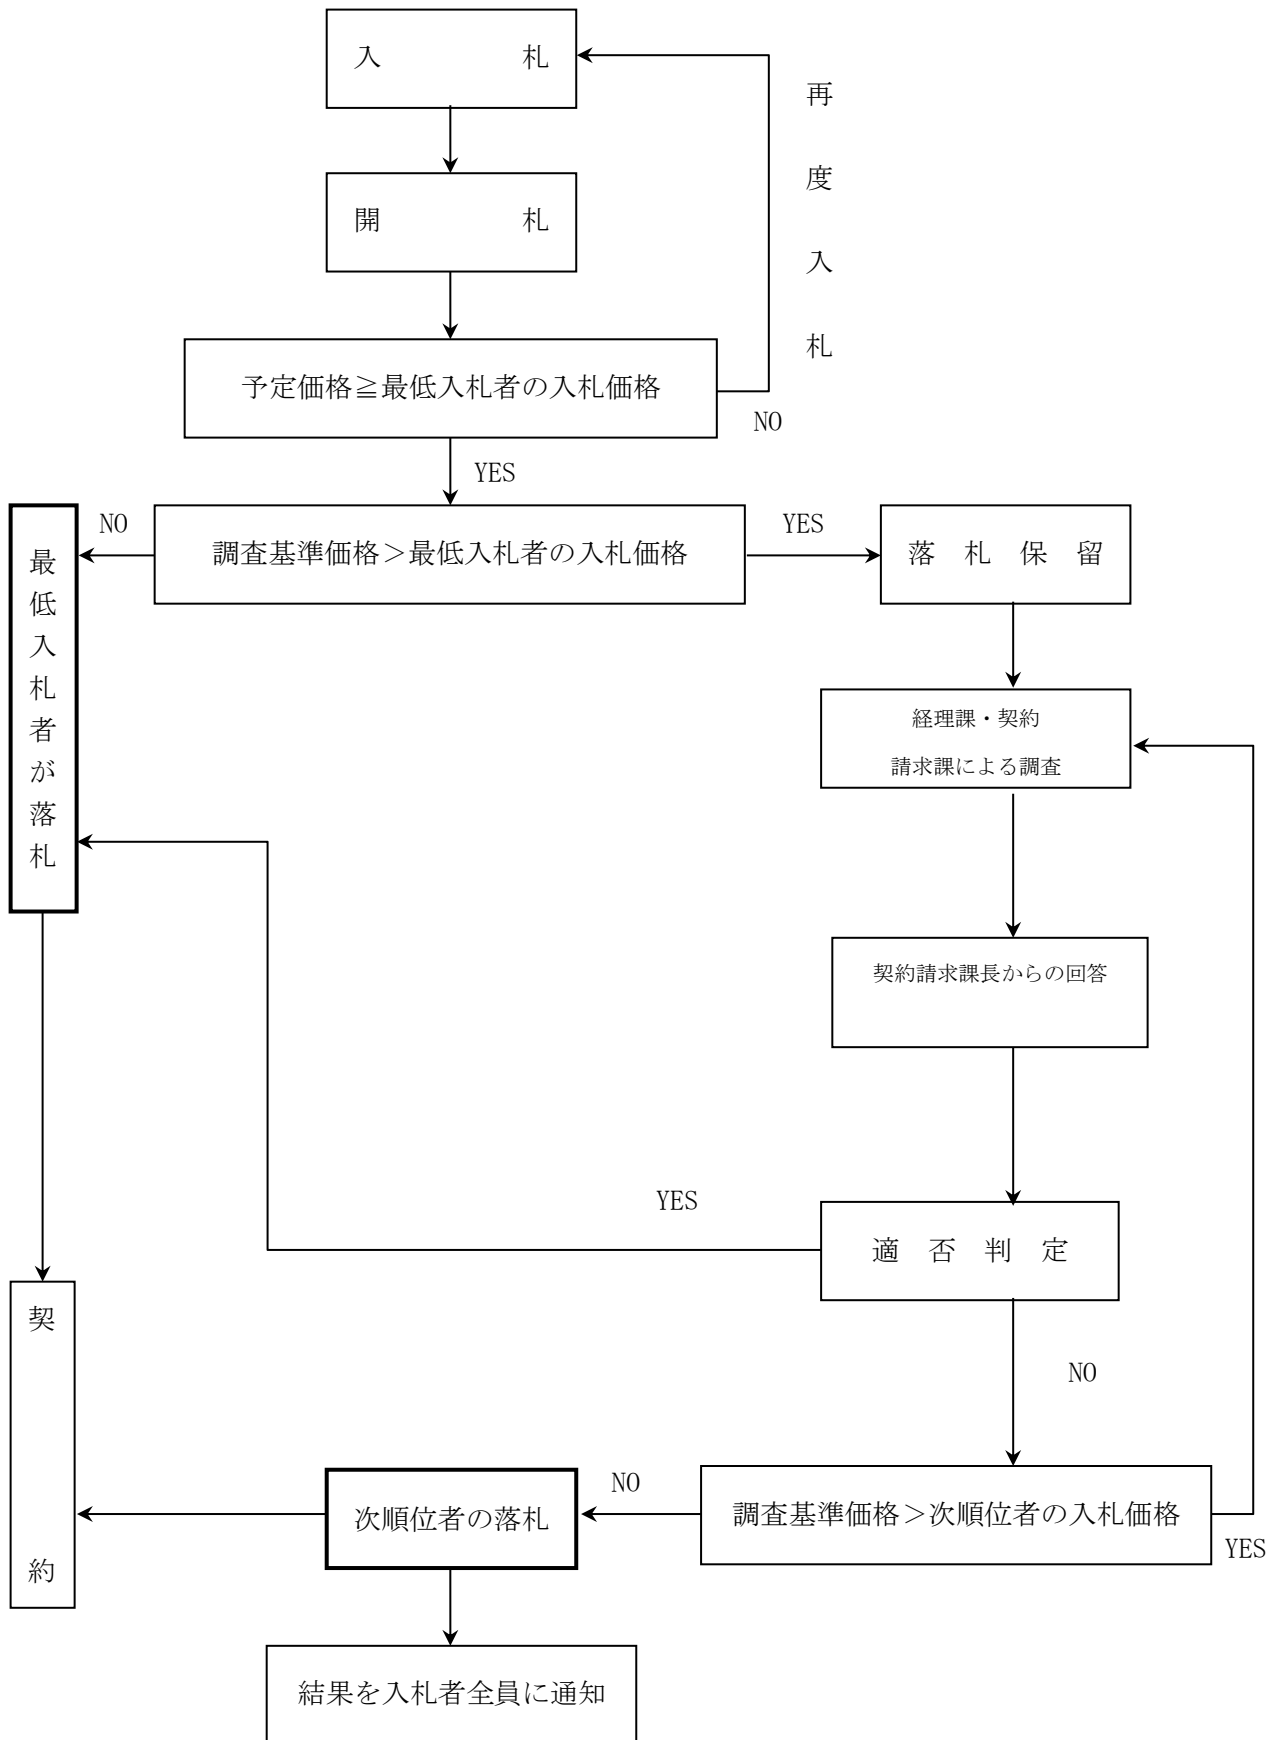 入　　　札
再度入札
開　　　札
予定価格≧最低入札者の入札価格
NO
YES
NO
調査基準価格＞最低入札者の入札価格
YES
落　札　保　留
最低入札者が落札
経理課・契約
請求課による調査
契約請求課長からの回答
YES
適　否　判　定
NO
契　　　約
次順位者の落札
NO
調査基準価格＞次順位者の入札価格
YES
結果を入札者全員に通知